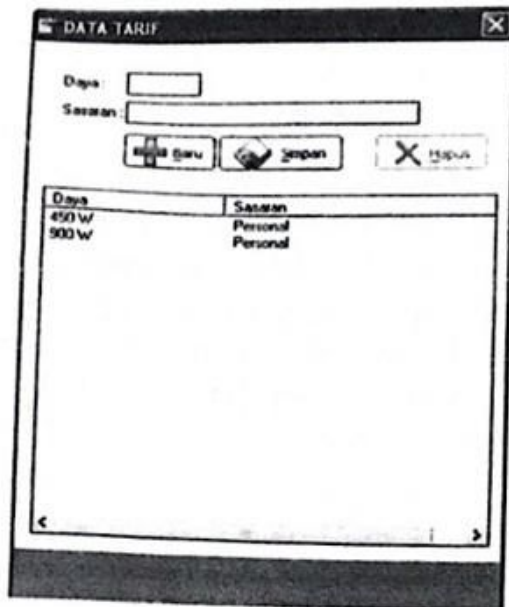 DATA TARIF
Daya :
Sasaran :
Baru Simpan Hapus
Daya Sasaran
450 W Personal
900 W Personal